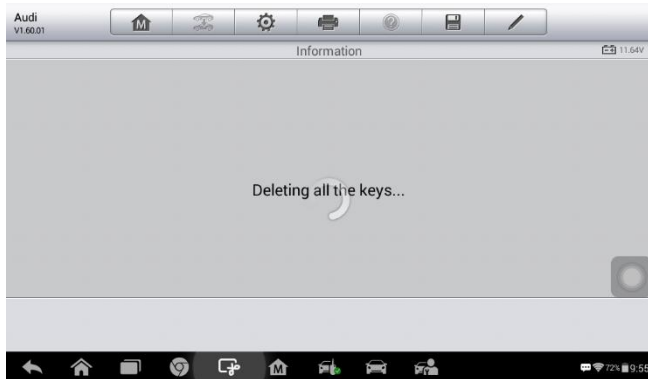 Audi
V1.60.01
M
Information
11.64V
Deleting all the keys...
M
72% 9:55